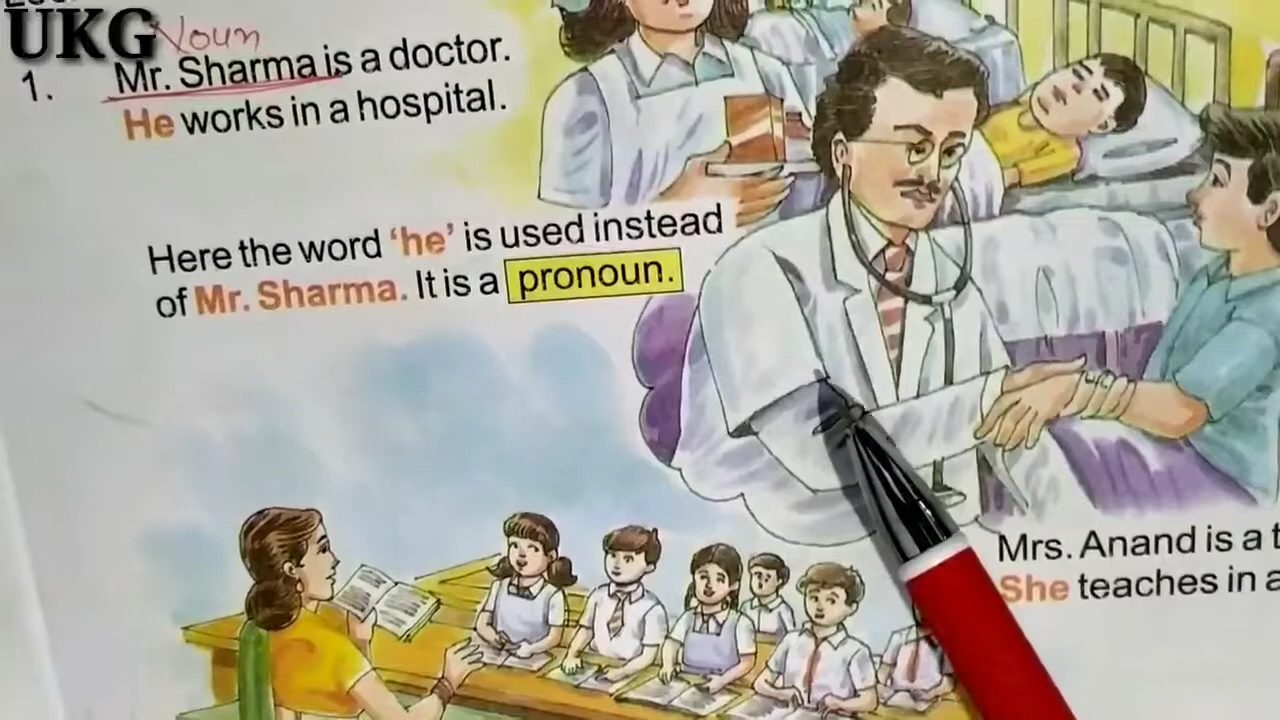 UKG
Noun
1. Mr. Sharma is a doctor.
He works in a hospital.
Here the word ‘he’ is used instead
of Mr. Sharma. It is a pronoun.
Mrs. Anand is a
She teaches in a